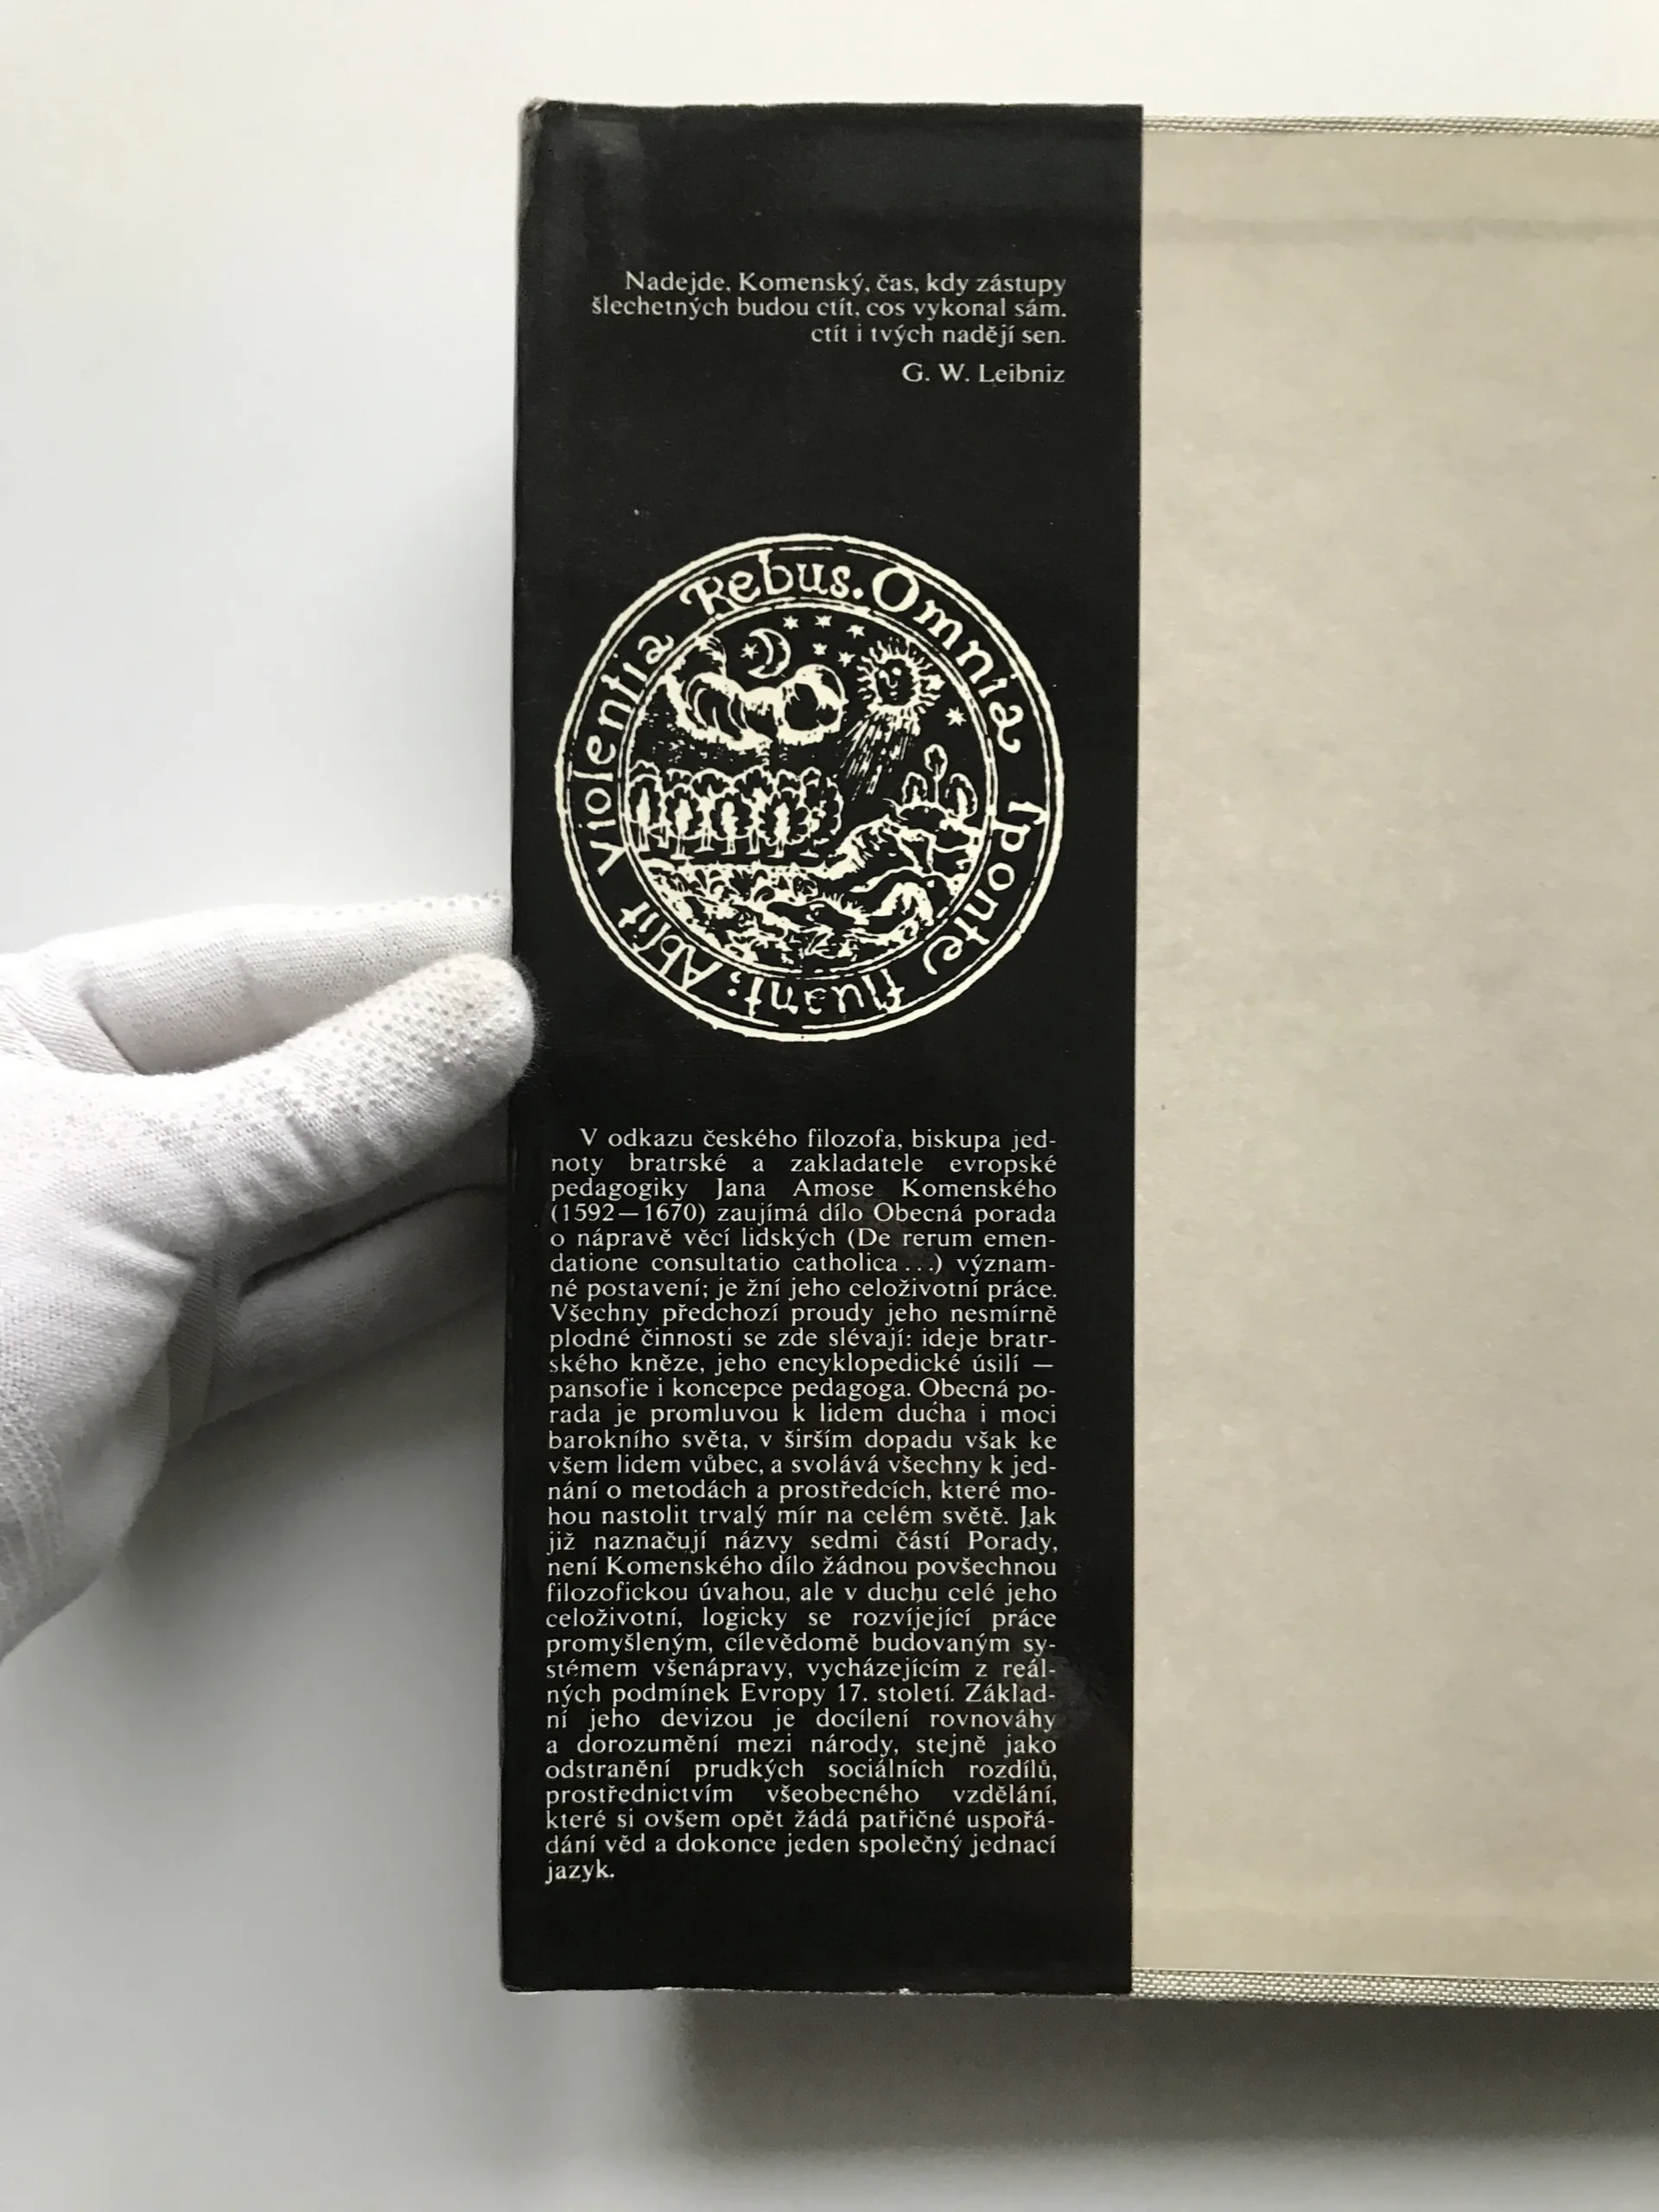 Nadejde, Komenský, čas, kdy zástupy
šlechetných budou ctít, cos vykonal sám.
ctít i tvých nadějí sen.
G. W. Leibniz
Omnia sponte fluant; Absit Violentia Rebus.
V odkazu českého filozofa, biskupa jed-
noty bratrské a zakladatele evropské
pedagogiky Jana Amose Komenského
(1592—1670) zaujímá dílo Obecná porada
o nápravě věcí lidských (De rerum emen-
datione consultatio catholica...) význam-
né postavení; je žní jeho celoživotní práce.
Všechny předchozí proudy jeho nesmírně
plodné činnosti se zde slévají: ideje bratr-
ského kněze, jeho encyklopedické úsilí —
pansofie i koncepce pedagoga. Obecná po-
rada je promluvou k lidem ducha i moci
barokního světa, v širším dopadu však ke
všem lidem vůbec, a svolává všechny k jed-
nání o metodách a prostředcích, které mo-
hou nastolit trvalý mír na celém světě. Jak
již naznačují názvy sedmi částí Porady,
není Komenského dílo žádnou povšechnou
filozofickou úvahou, ale v duchu celé jeho
celoživotní, logicky se rozvíjející práce
promyšleným, cílevědomě budovaným sy-
stémem všenápravy, vycházejícím z reál-
ných podmínek Evropy 17. století. Základ-
ní jeho devizou je docílení rovnováhy
a dorozumění mezi národy, stejně jako
odstranění prudkých sociálních rozdílů,
prostřednictvím všeobecného vzdělání,
které si ovšem opět žádá patřičné uspořá-
dání věd a dokonce jeden společný jednací
jazyk.